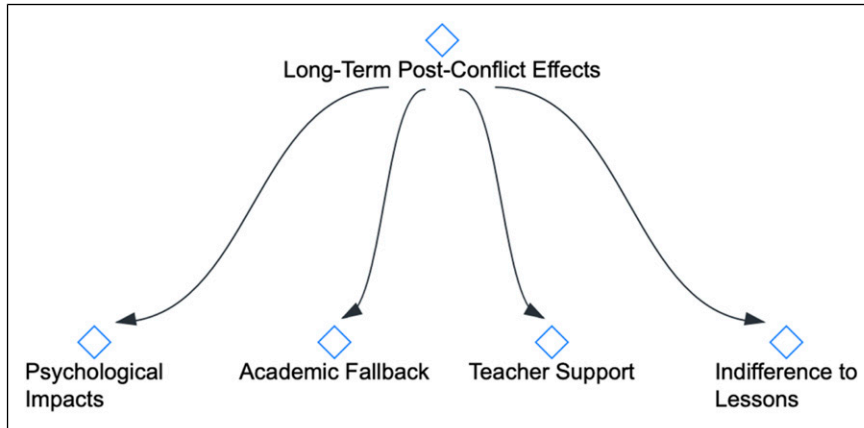 Long-Term Post-Conflict Effects
Psychological
Impacts
Academic Fallback
Teacher Support
Indifference to
Lessons